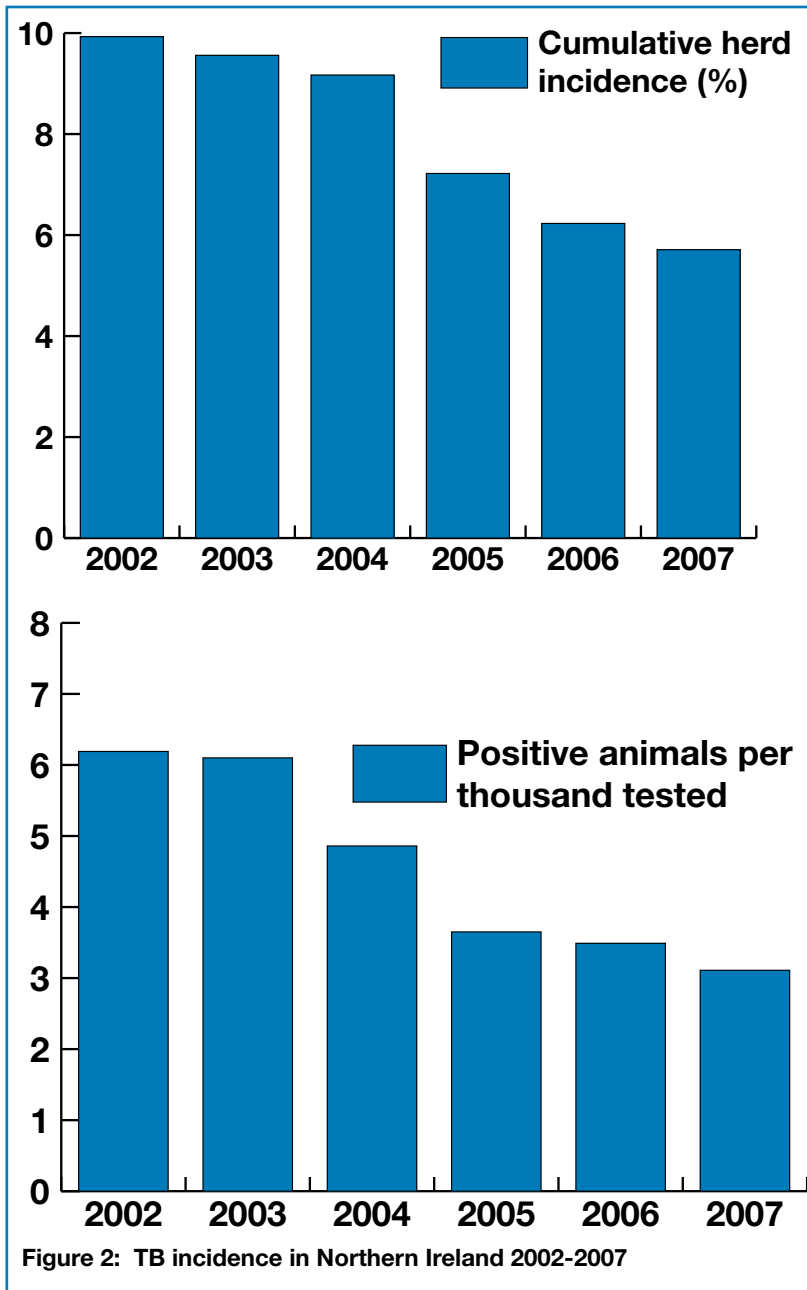 10
8
6
4
2
0
Cumulative herd
incidence (%)
2002 2003 2004 2005 2006 2007
8
7
6
5
4
3
2
1
0
Positive animals per
thousand tested
2002 2003 2004 2005 2006 2007
Figure 2: TB incidence in Northern Ireland 2002-2007